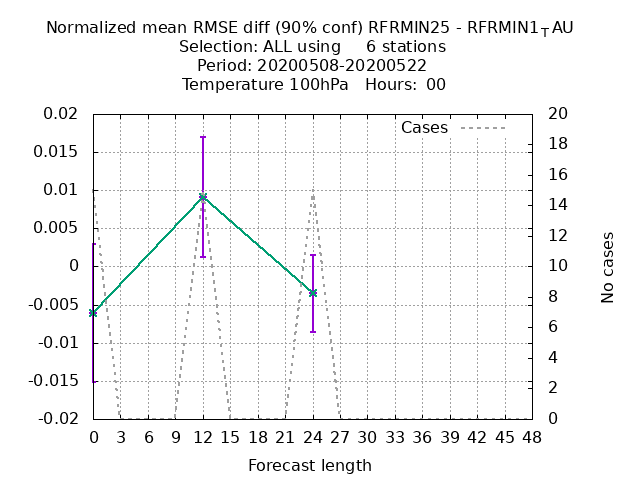 Normalized mean RMSE diff (90% conf) RFRMIN25 - RFRMIN1TAU
Selection: ALL using 6 stations
Period: 20200508-20200522
Temperature 100hPa Hours: 00
Cases
0.02
0.015
0.01
0.005
0
-0.005
-0.01
-0.015
-0.02
20
18
16
14
12
10
8
6
4
2
0
No cases
0 3 6 9 12 15 18 21 24 27 30 33 36 39 42 45 48
Forecast length